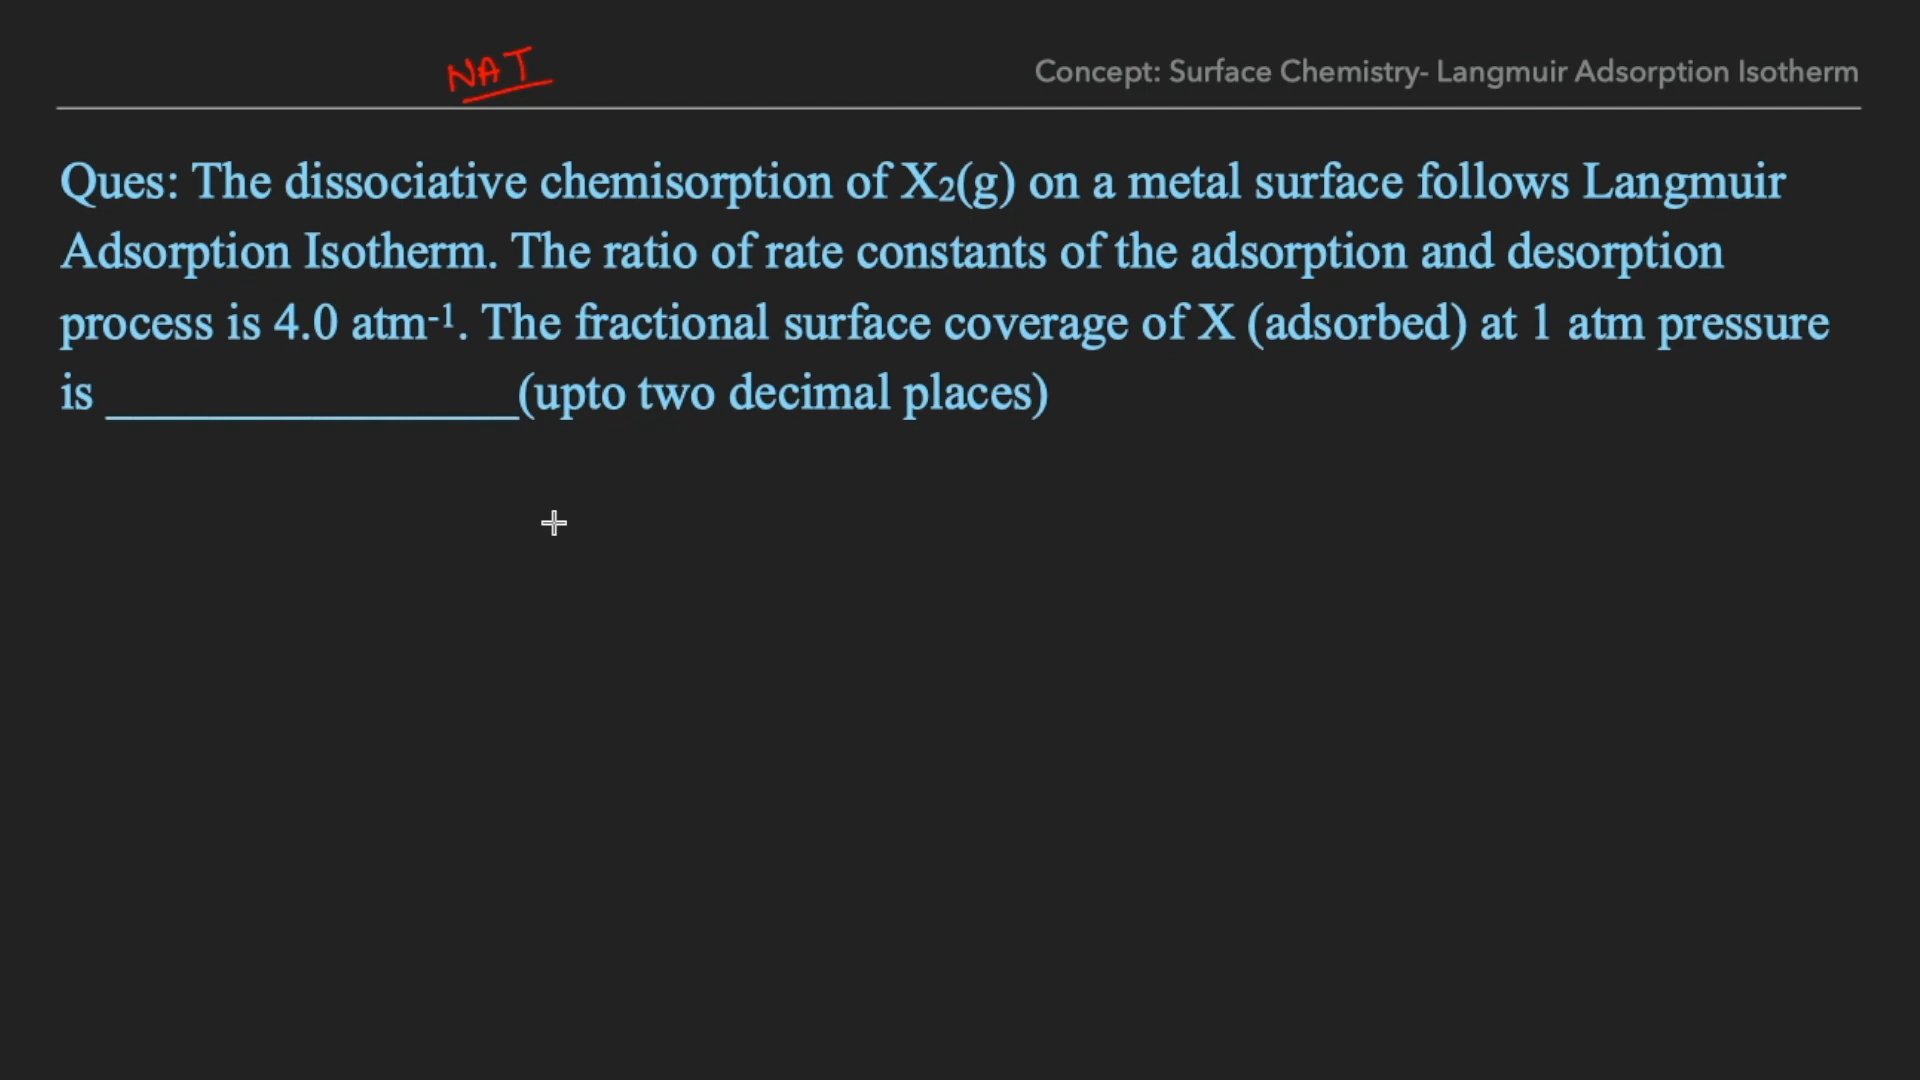 NAT
Concept: Surface Chemistry- Langmuir Adsorption Isotherm
Ques: The dissociative chemisorption of X₂(g) on a metal surface follows Langmuir
Adsorption Isotherm. The ratio of rate constants of the adsorption and desorption
process is 4.0 atm⁻¹. The fractional surface coverage of X (adsorbed) at 1 atm pressure
is ________________(upto two decimal places)